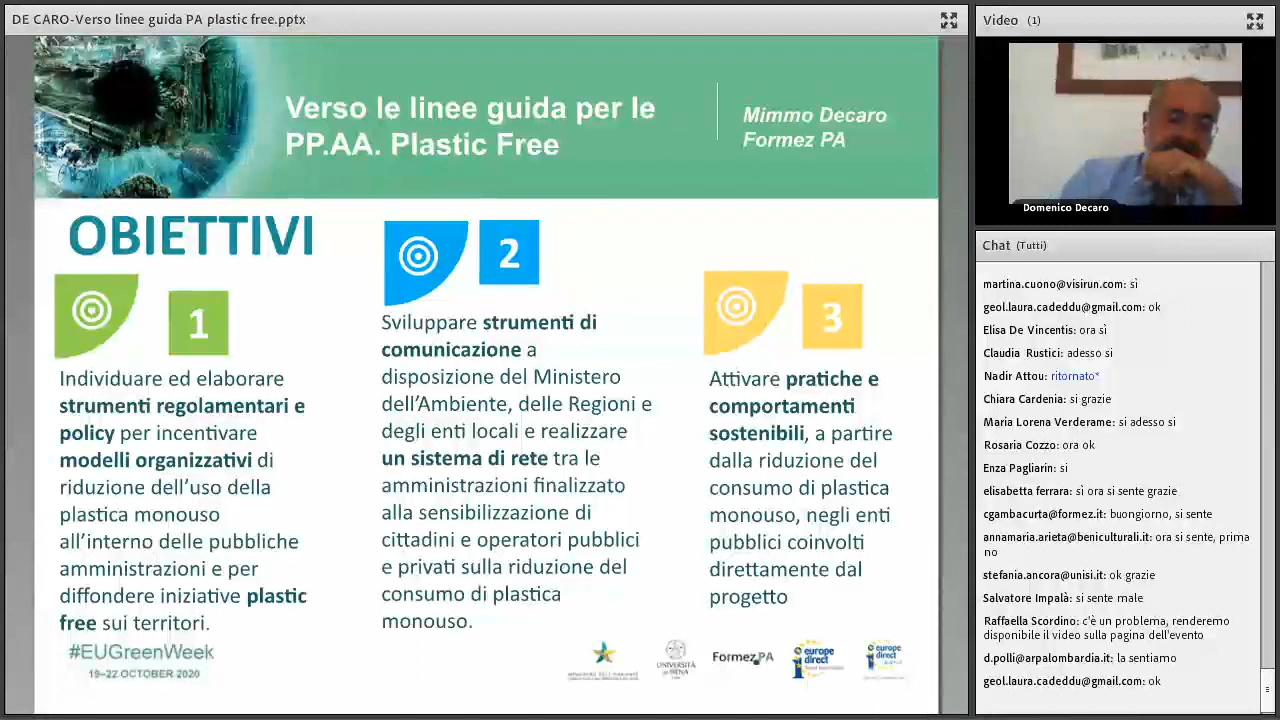 DE CARO-Verso linee guida PA plastic free.pptx
Verso le linee guida per le
PP.AA. Plastic Free
Mimmo Decaro
Formez PA
OBIETTIVI
1
Individuare ed elaborare
strumenti regolamentari e
policy per incentivare
modelli organizzativi di
riduzione dell'uso della
plastica monouso
all'interno delle pubbliche
amministrazioni e per
diffondere iniziative plastic
free sui territori.
2
Sviluppare strumenti di
comunicazione a
disposizione del Ministero
dell'Ambiente, delle Regioni e
degli enti locali e realizzare
un sistema di rete tra le
amministrazioni finalizzato
alla sensibilizzazione di
cittadini e operatori pubblici
e privati sulla riduzione del
consumo di plastica
monouso.
3
Attivare pratiche e
comportamenti
sostenibili, a partire
dalla riduzione del
consumo di plastica
monouso, negli enti
pubblici coinvolti
direttamente dal
progetto
#EUGreenWeek
19–22 OCTOBER 2020
UNIVERSITÀ
DI SIENA
FormezPA
europe
direct
europe
direct
Video (1)
Domenico Decaro
Chat (Tutti)
martina.cuono@visirun.com: sì
geol.laura.cadeddu@gmail.com: ok
Elisa De Vincentis: ora sì
Claudia Rustici: adesso si
Nadir Attou: ritornato*
Chiara Cardenia: si grazie
Maria Lorena Verderame: si adesso si
Rosaria Cozzo: ora ok
Enza Pagliarin: si
elisabetta ferrara: sì ora si sente grazie
cgambacurta@formez.it: buongiorno, si sente
annamaria.arieta@beniculturali.it: ora si sente, prima
no
stefania.ancora@unisi.it: ok grazie
Salvatore Impalà: si sente male
Raffaella Scordino: c'è un problema, renderemo
disponibile il video sulla pagina dell'evento
d.polli@arpalombardia.it: la sentiamo
geol.laura.cadeddu@gmail.com: ok